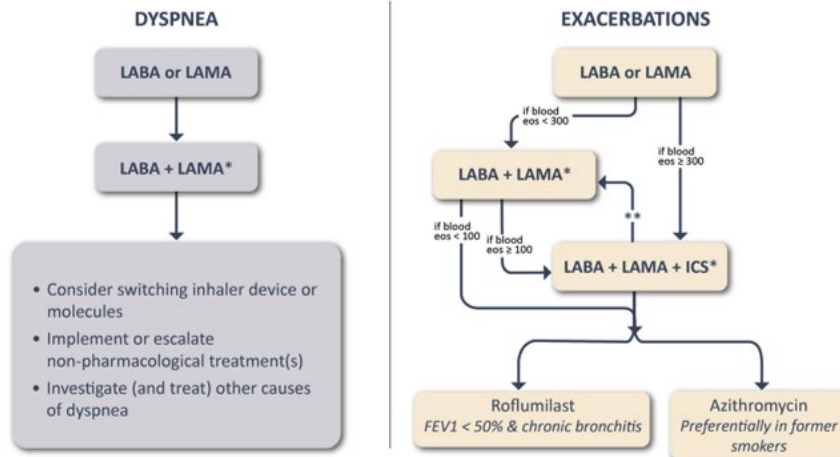 DYSPNEA
LABA or LAMA
LABA + LAMA*
• Consider switching inhaler device or
molecules
• Implement or escalate
non-pharmacological treatment(s)
• Investigate (and treat) other causes
of dyspnea
EXACERBATIONS
LABA or LAMA
if blood
eos < 300
if blood
eos ≥ 300
LABA + LAMA*
if blood
eos < 100
if blood
eos ≥ 100
**
LABA + LAMA + ICS*
Roflumilast
FEV1 < 50% & chronic bronchitis
Azithromycin
Preferentially in former
smokers